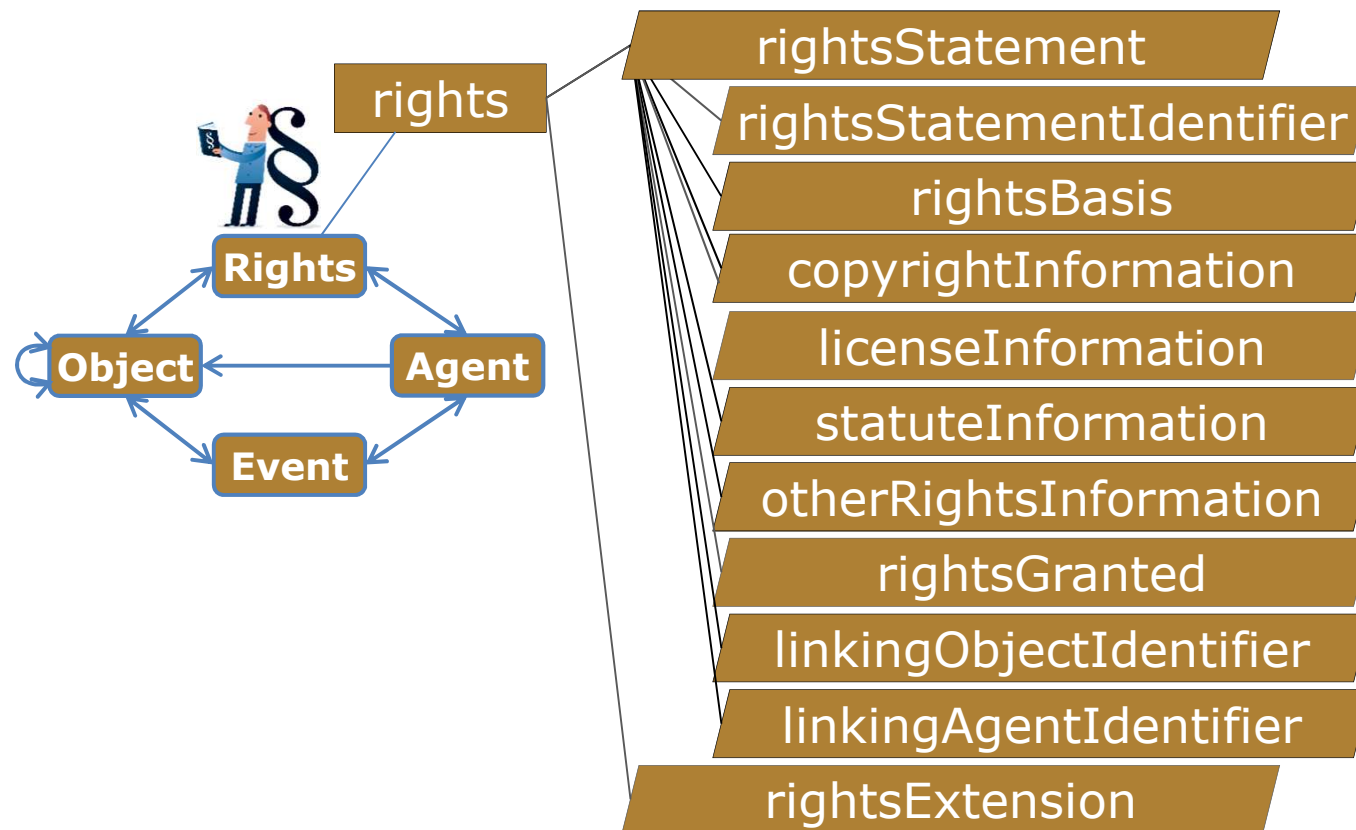 rights
§
§
Rights
Object
Agent
Event
rightsStatement
rightsStatementIdentifier
rightsBasis
copyrightInformation
licenseInformation
statuteInformation
otherRightsInformation
rightsGranted
linkingObjectIdentifier
linkingAgentIdentifier
rightsExtension